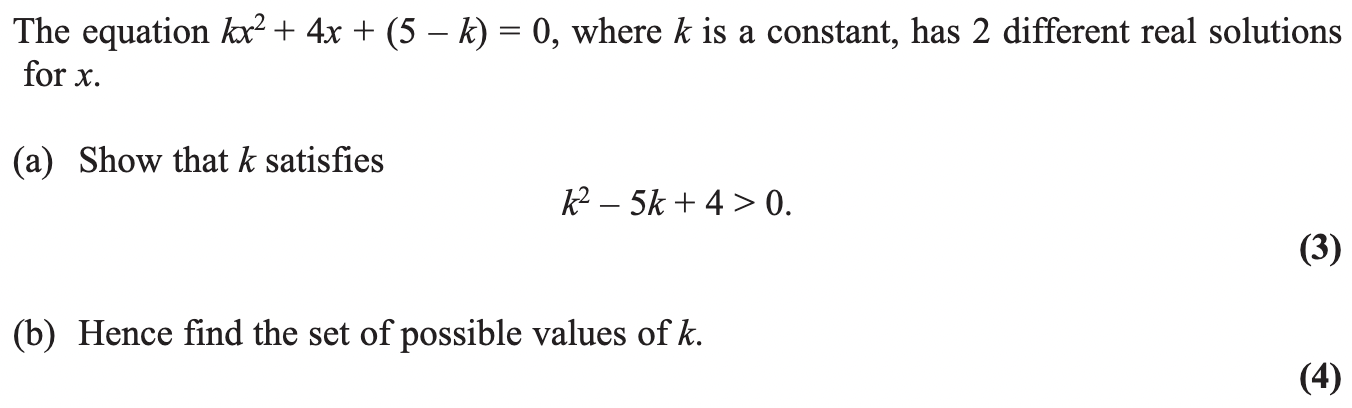 The equation kx² + 4x + (5 – k) = 0, where k is a constant, has 2 different real solutions
for x.
(a) Show that k satisfies
k² – 5k + 4 > 0.
(3)
(b) Hence find the set of possible values of k.
(4)